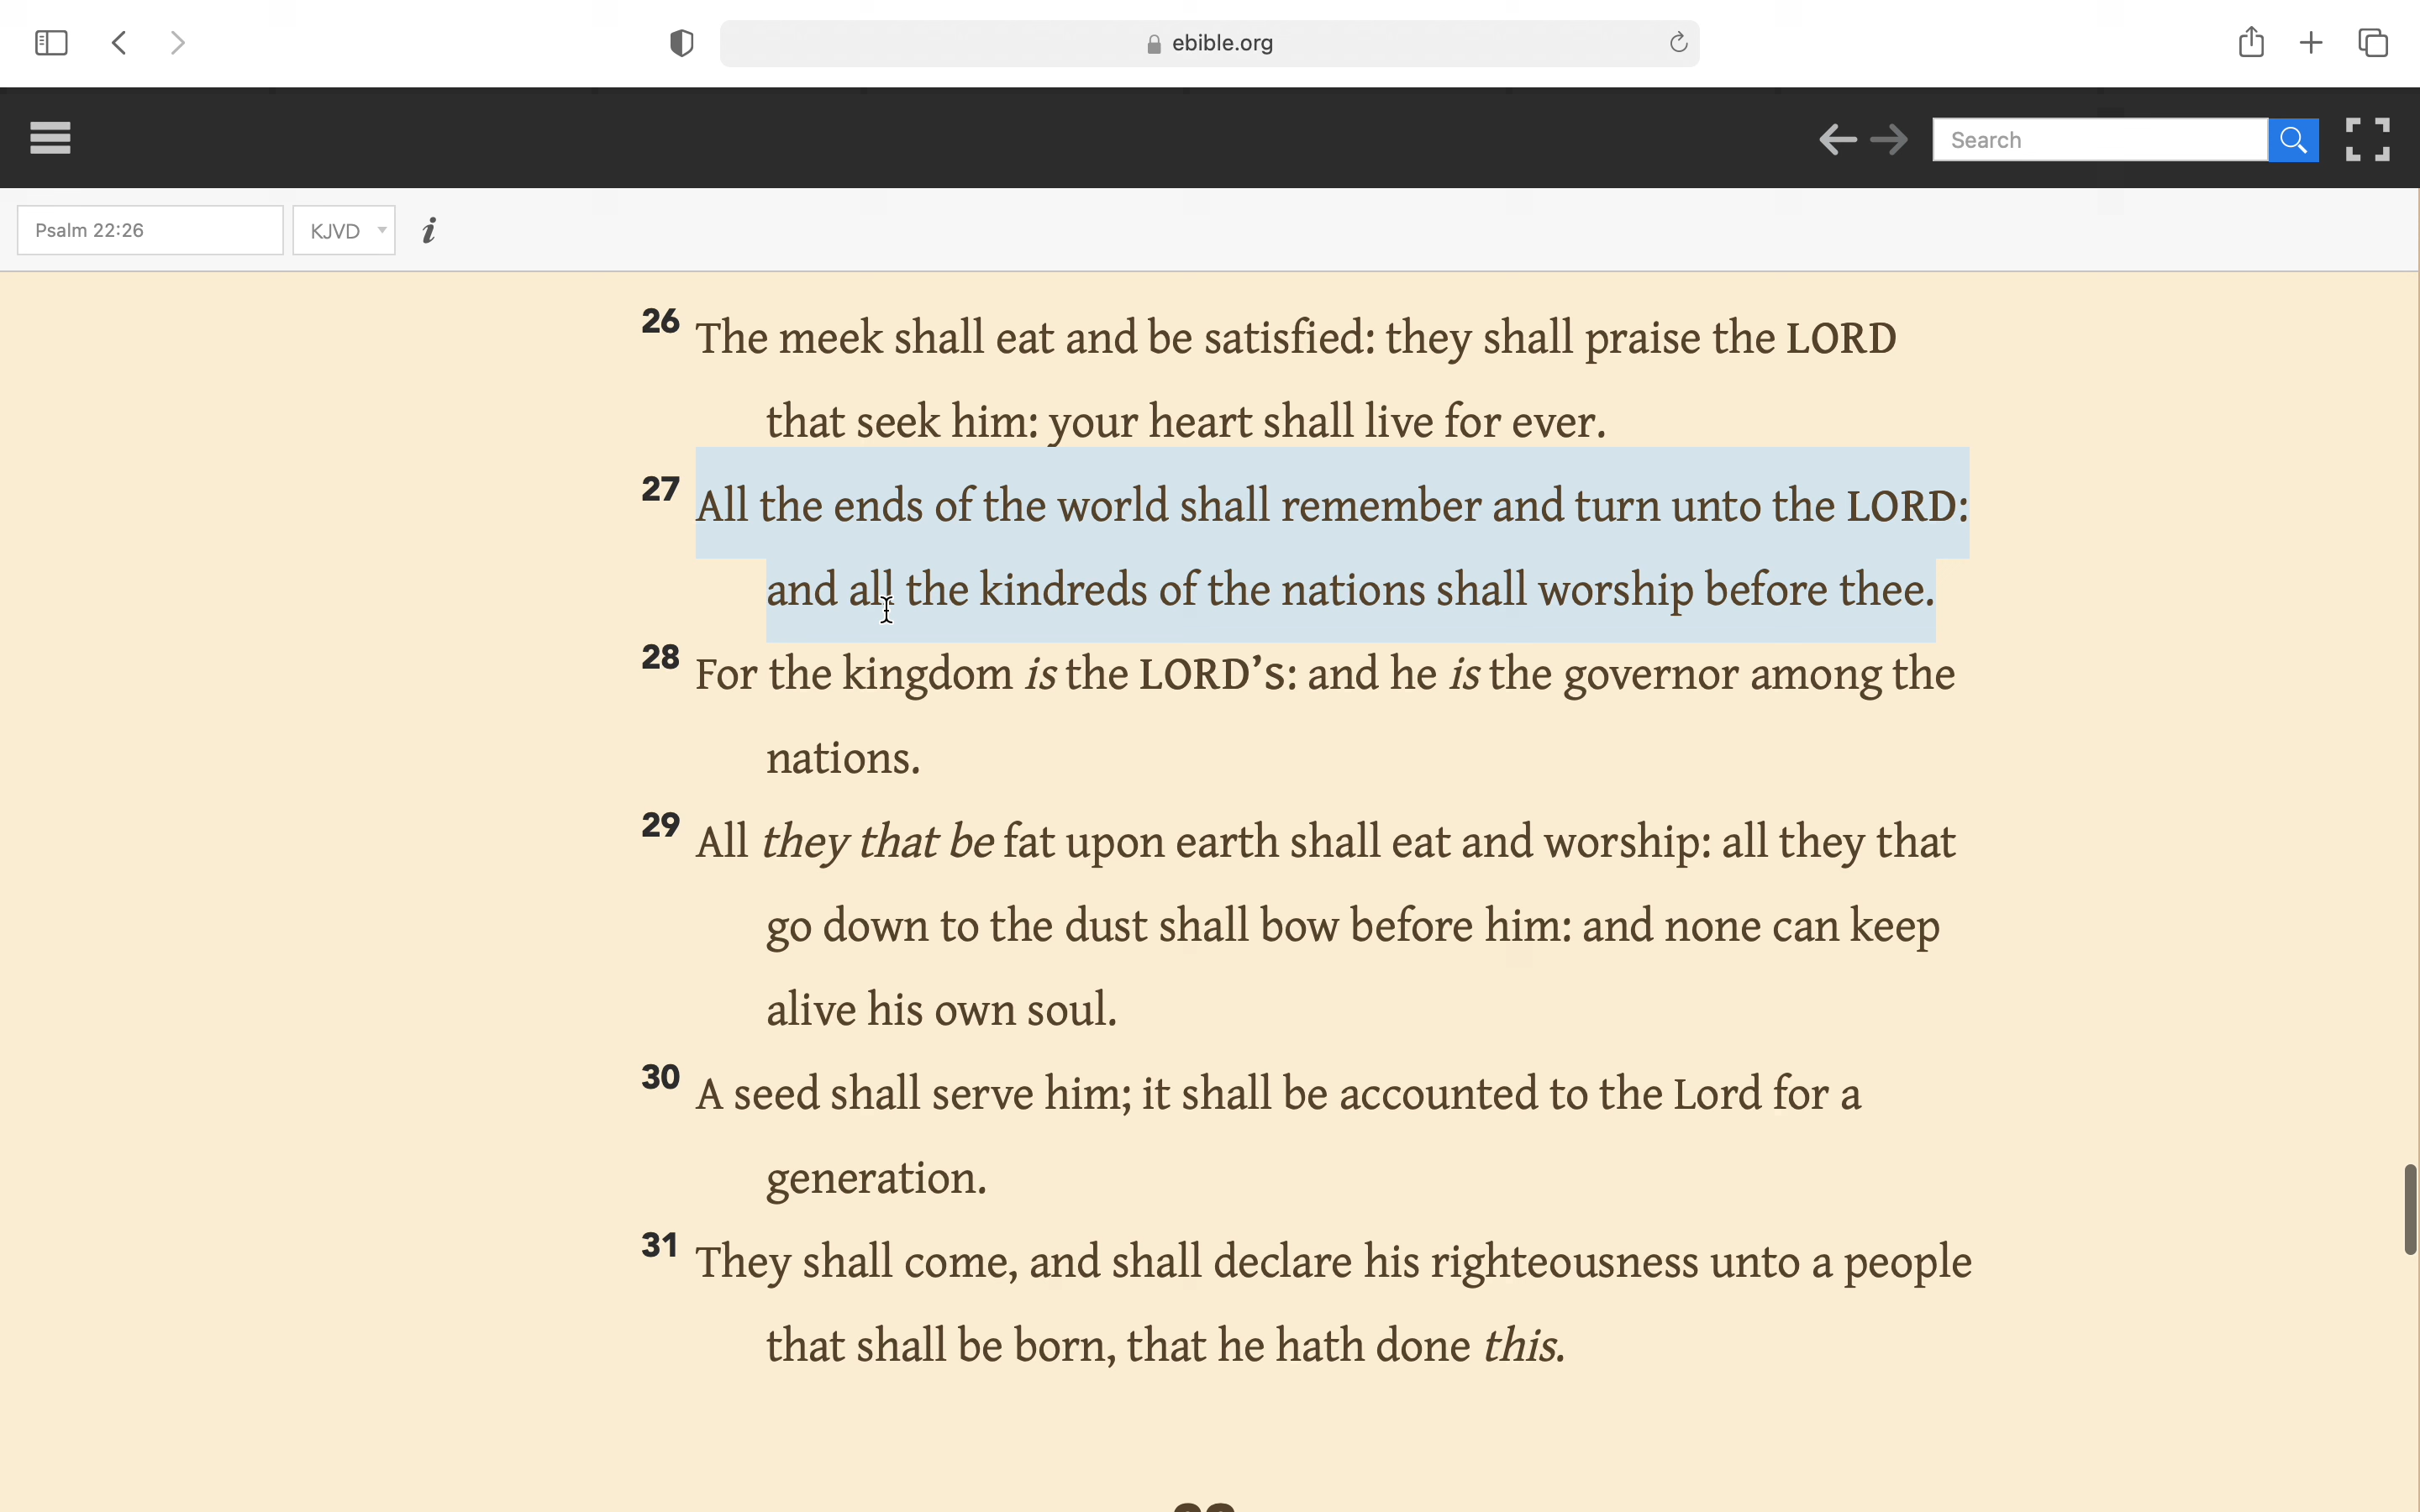 ebible.org
Search
Psalm 22:26
KJVD
i
26 The meek shall eat and be satisfied: they shall praise the LORD
that seek him: your heart shall live for ever.
27 All the ends of the world shall remember and turn unto the LORD:
and all the kindreds of the nations shall worship before thee.
28 For the kingdom is the LORD’s: and he is the governor among the
nations.
29 All they that be fat upon earth shall eat and worship: all they that
go down to the dust shall bow before him: and none can keep
alive his own soul.
30 A seed shall serve him; it shall be accounted to the Lord for a
generation.
31 They shall come, and shall declare his righteousness unto a people
that shall be born, that he hath done this.